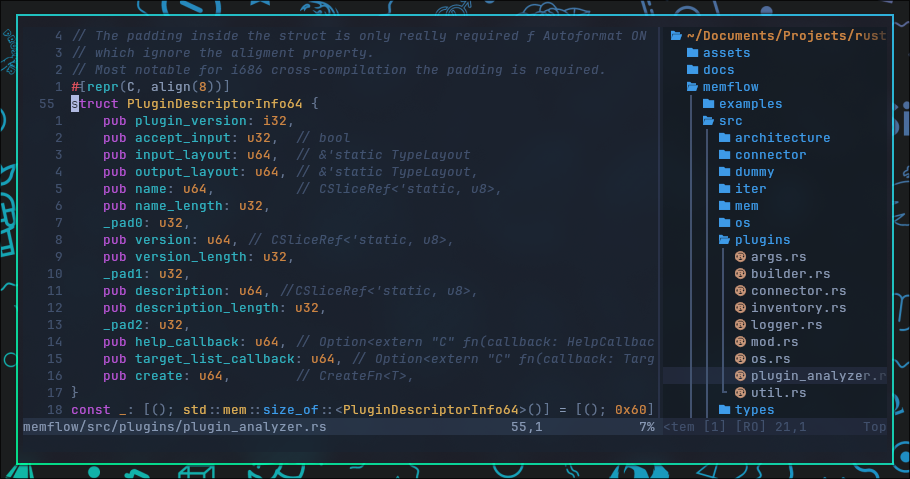 4 // The padding inside the struct is only really required ƒ Autoformat ON
3 // which ignore the aligment property.
2 // Most notable for i686 cross-compilation the padding is required.
1 #[repr(C, align(8))]
55 struct PluginDescriptorInfo64 {
1 pub plugin_version: i32,
2 pub accept_input: u32, // bool
3 pub input_layout: u64, // &'static TypeLayout
4 pub output_layout: u64, // &'static TypeLayout,
5 pub name: u64, // CSliceRef<'static, u8>,
6 pub name_length: u32,
7 _pad0: u32,
8 pub version: u64, // CSliceRef<'static, u8>,
9 pub version_length: u32,
10 _pad1: u32,
11 pub description: u64, //CSliceRef<'static, u8>,
12 pub description_length: u32,
13 _pad2: u32,
14 pub help_callback: u64, // Option<extern "C" fn(callback: HelpCallbac
15 pub target_list_callback: u64, // Option<extern "C" fn(callback: Targ
16 pub create: u64, // CreateFn<T>,
17 }
18 const _: [(); std::mem::size_of::<PluginDescriptorInfo64>()] = [(); 0x60]
memflow/src/plugins/plugin_analyzer.rs 55,1 7%
~/Documents/Projects/rust
assets
docs
memflow
examples
src
architecture
connector
dummy
iter
mem
os
plugins
args.rs
builder.rs
connector.rs
inventory.rs
logger.rs
mod.rs
os.rs
plugin_analyzer.r
util.rs
types
<tem [1] [RO] 21,1 Top